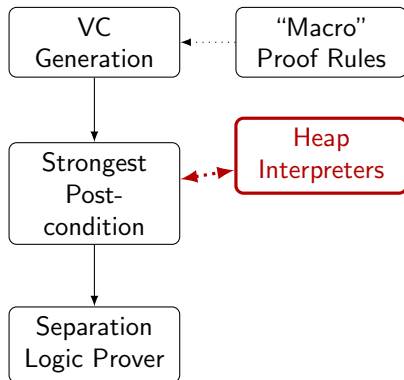 VC
Generation
“Macro”
Proof Rules
Strongest
Post-
condition
Heap
Interpreters
Separation
Logic Prover